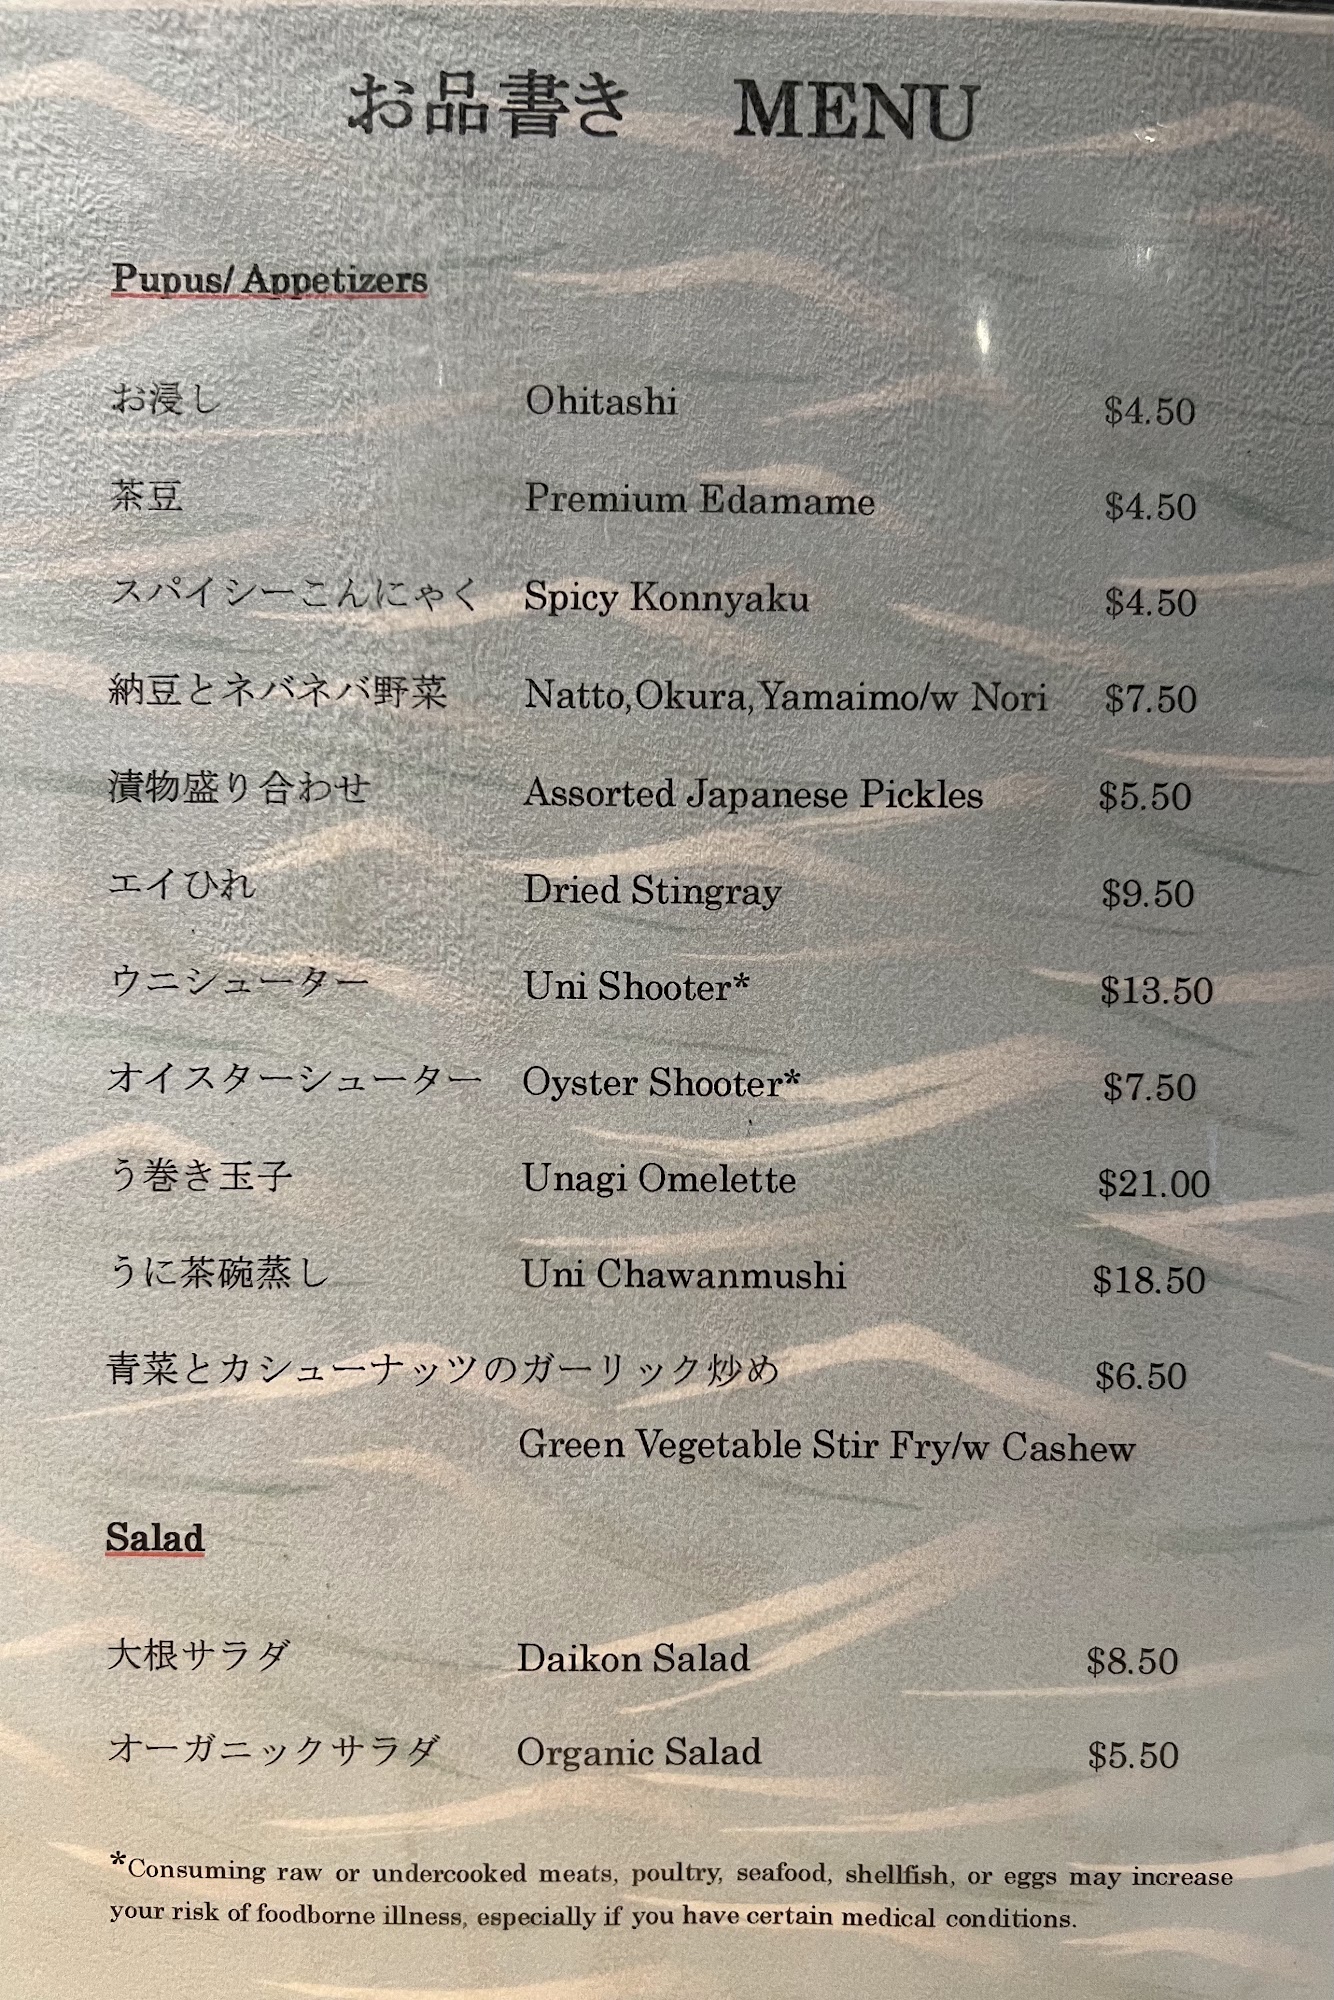 お品書き MENU
Pupus/ Appetizers
お浸し Ohitashi $4.50
茶豆 Premium Edamame $4.50
スパイシーこんにゃく Spicy Konnyaku $4.50
納豆とネバネバ野菜 Natto,Okura,Yamaimo/w Nori $7.50
漬物盛り合わせ Assorted Japanese Pickles $5.50
エイひれ Dried Stingray $9.50
ウニシューター Uni Shooter* $13.50
オイスターシューター Oyster Shooter* $7.50
う巻き玉子 Unagi Omelette $21.00
うに茶碗蒸し Uni Chawanmushi $18.50
青菜とカシューナッツのガーリック炒め $6.50
Green Vegetable Stir Fry/w Cashew
Salad
大根サラダ Daikon Salad $8.50
オーガニックサラダ Organic Salad $5.50
*Consuming raw or undercooked meats, poultry, seafood, shellfish, or eggs may increase
your risk of foodborne illness, especially if you have certain medical conditions.